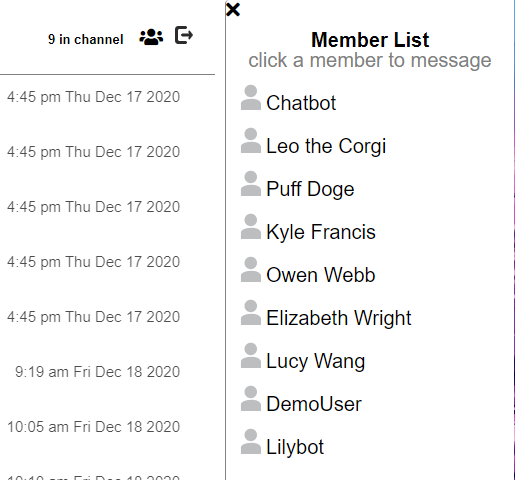 9 in channel
4:45 pm Thu Dec 17 2020
4:45 pm Thu Dec 17 2020
4:45 pm Thu Dec 17 2020
4:45 pm Thu Dec 17 2020
4:45 pm Thu Dec 17 2020
9:19 am Fri Dec 18 2020
10:05 am Fri Dec 18 2020
Member List
click a member to message
Chatbot
Leo the Corgi
Puff Doge
Kyle Francis
Owen Webb
Elizabeth Wright
Lucy Wang
DemoUser
Lilybot